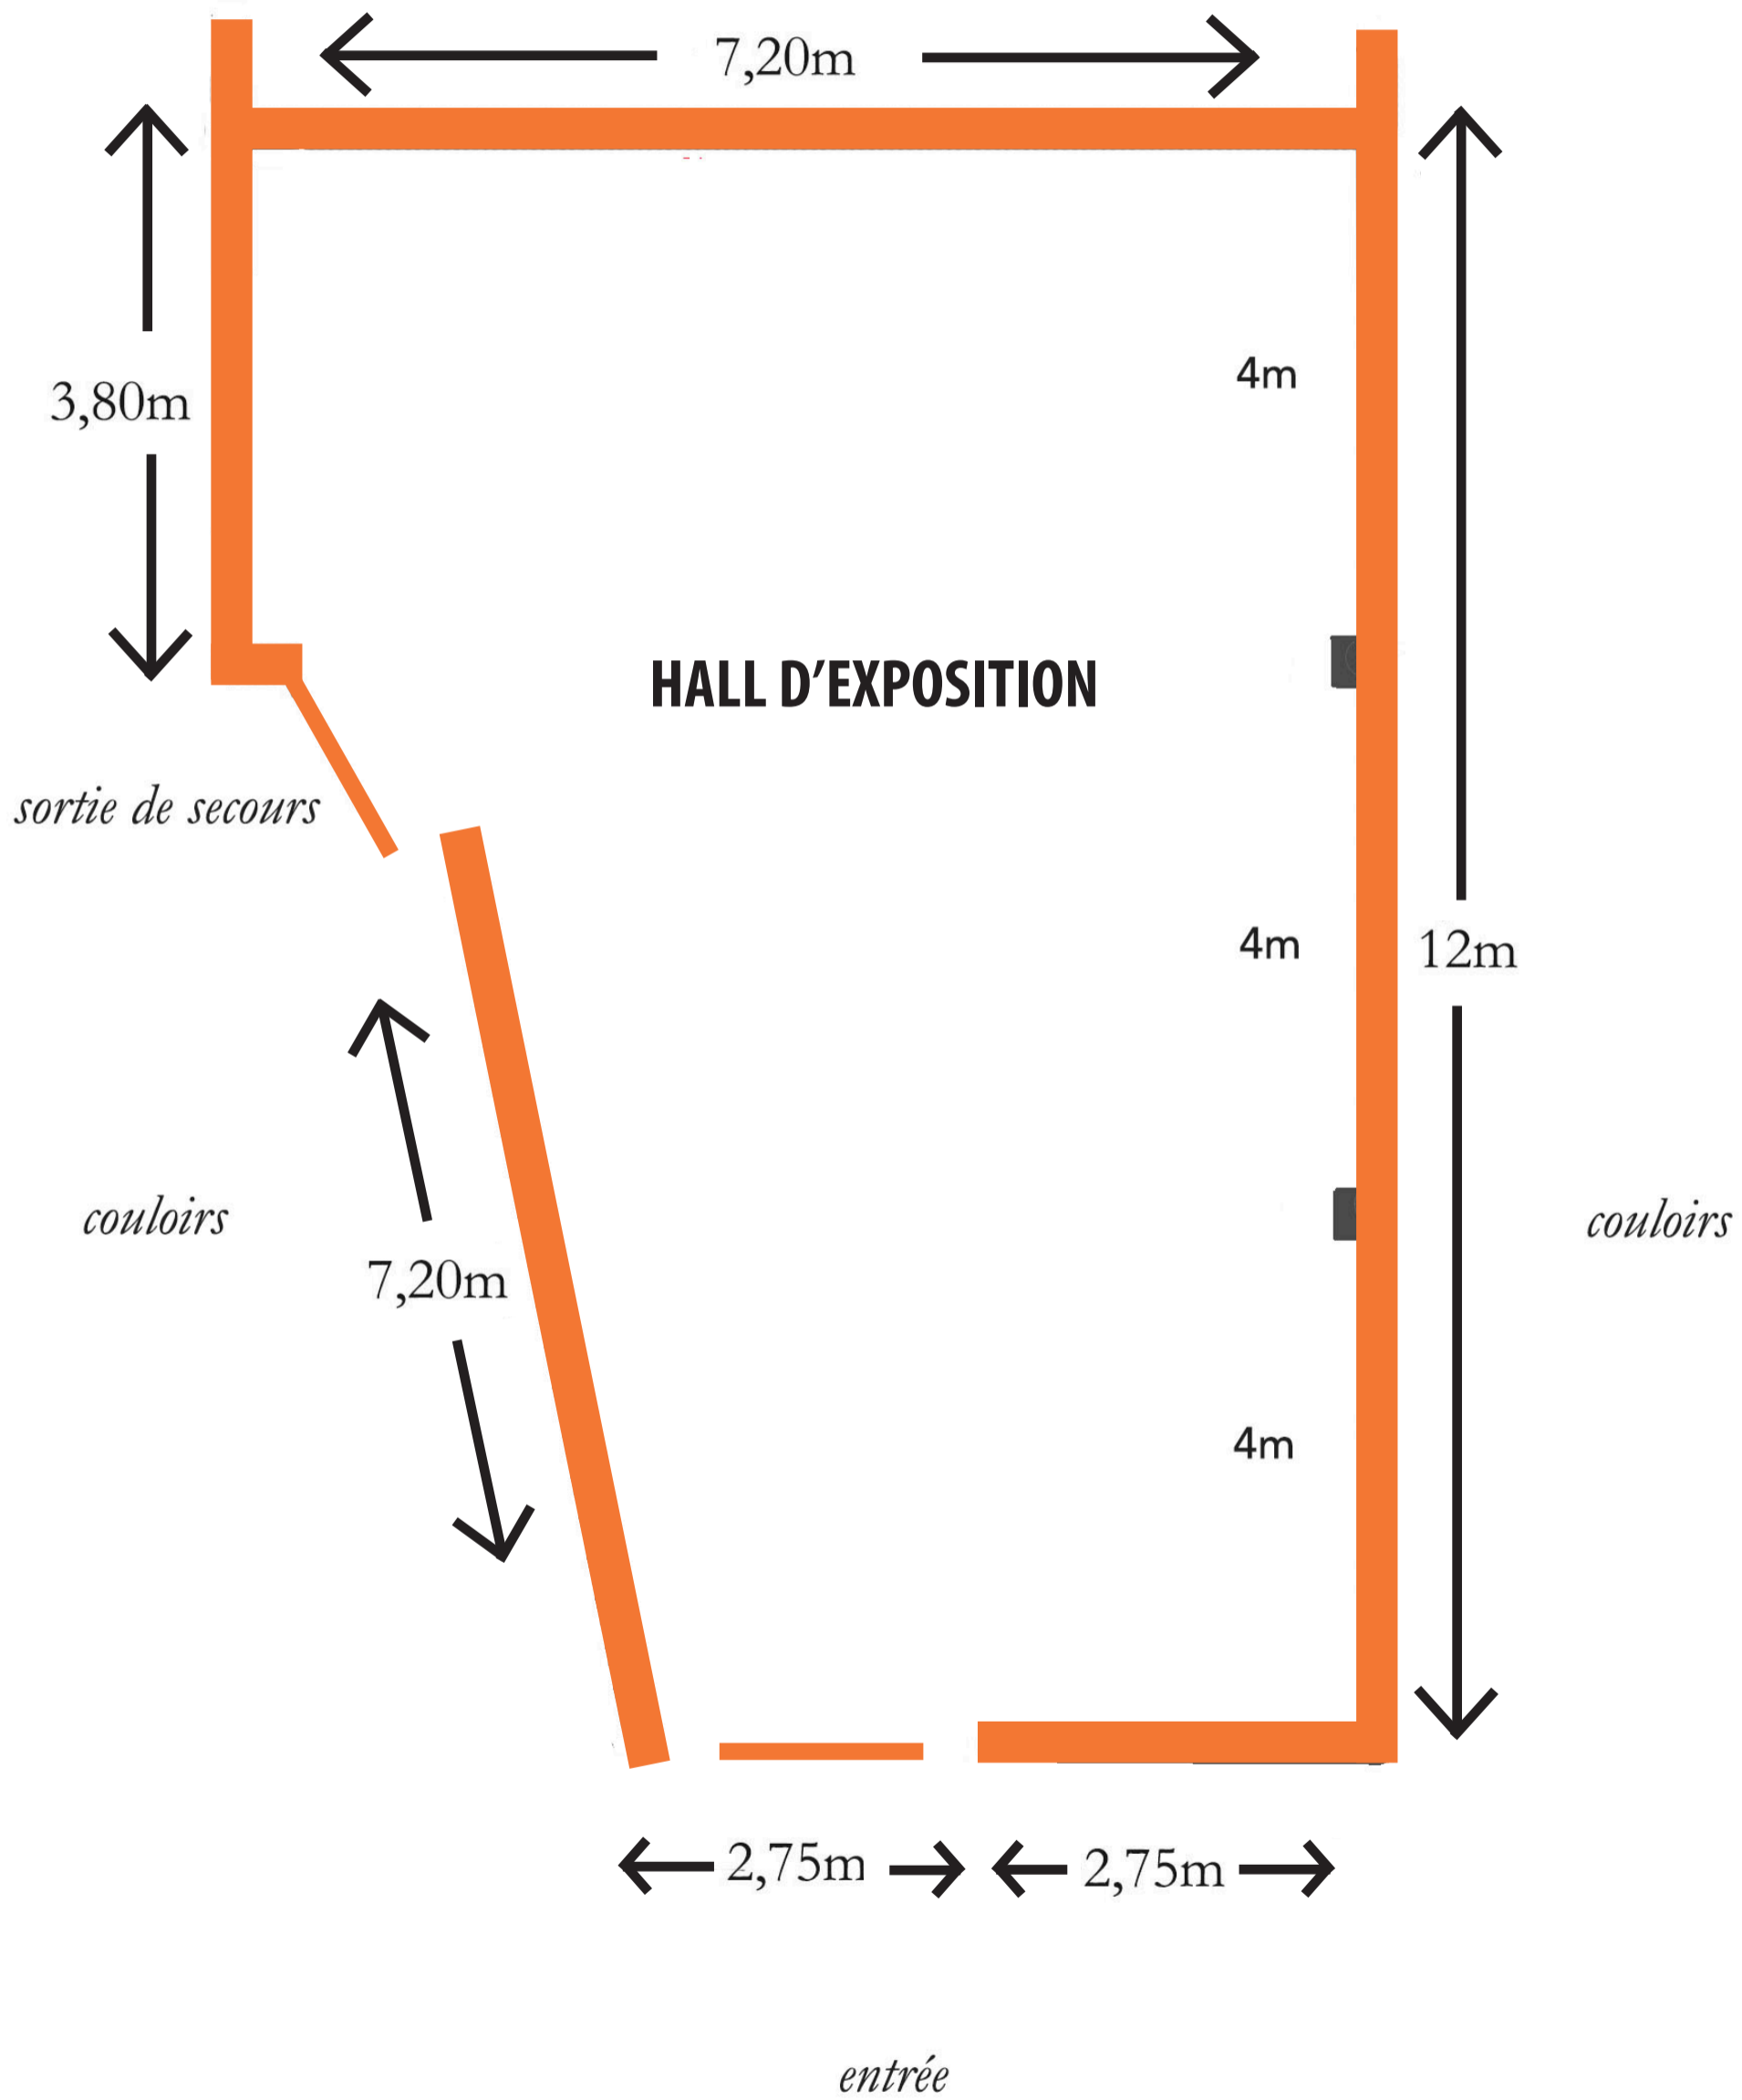 7,20m
4m
3,80m
HALL D'EXPOSITION
sortie de secours
4m
12m
couloirs
couloirs
7,20m
4m
2,75m
2,75m
entrée